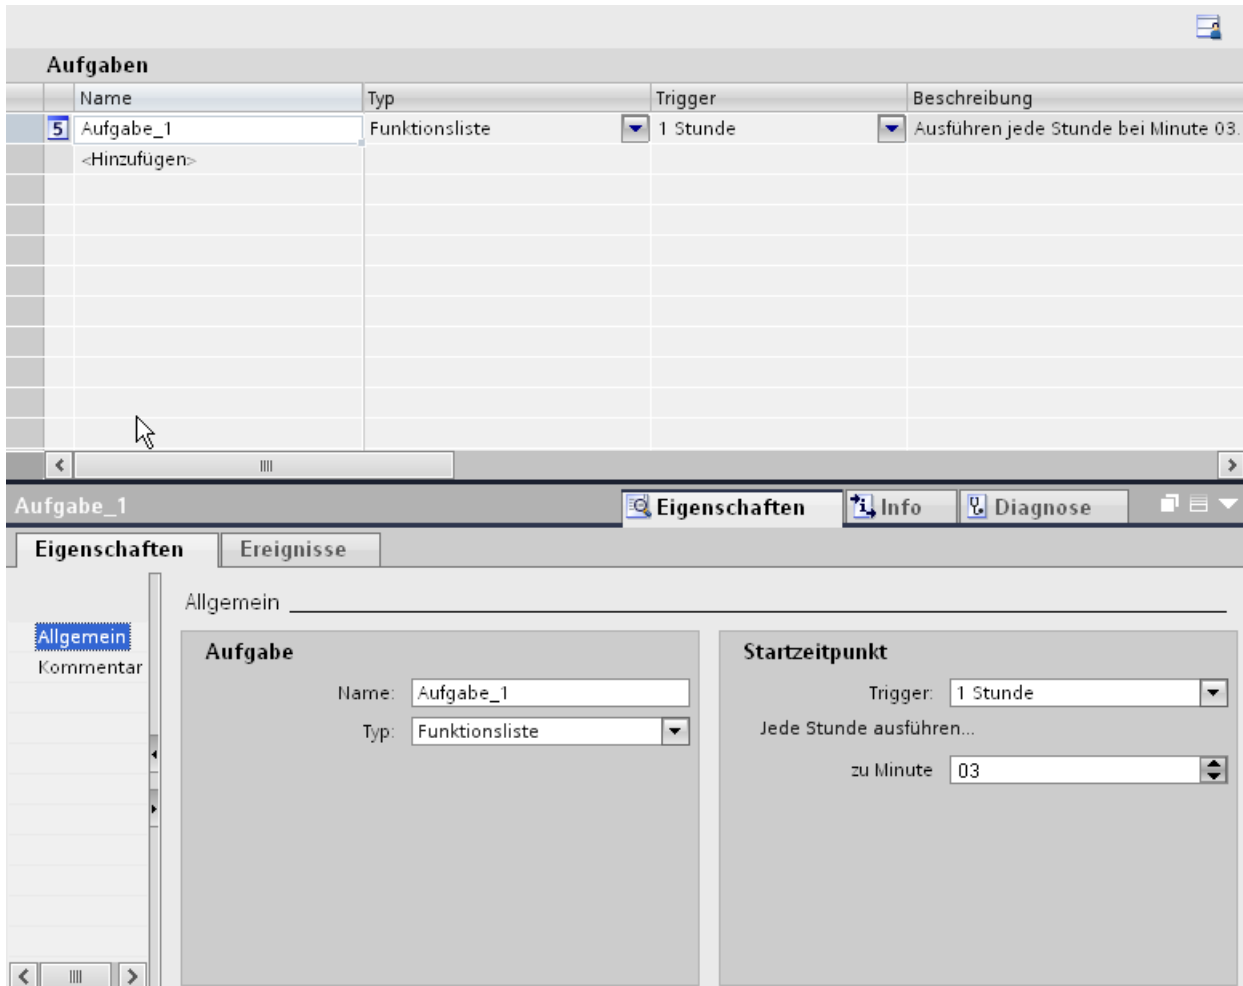 Aufgaben
Name Typ Trigger Beschreibung
5 Aufgabe_1 Funktionsliste 1 Stunde Ausführen jede Stunde bei Minute 03.
<Hinzufügen>
Aufgabe_1 Eigenschaften Info Diagnose
Eigenschaften Ereignisse
Allgemein
Allgemein
Kommentar
Aufgabe
Name: Aufgabe_1
Typ: Funktionsliste
Startzeitpunkt
Trigger: 1 Stunde
Jede Stunde ausführen...
zu Minute 03